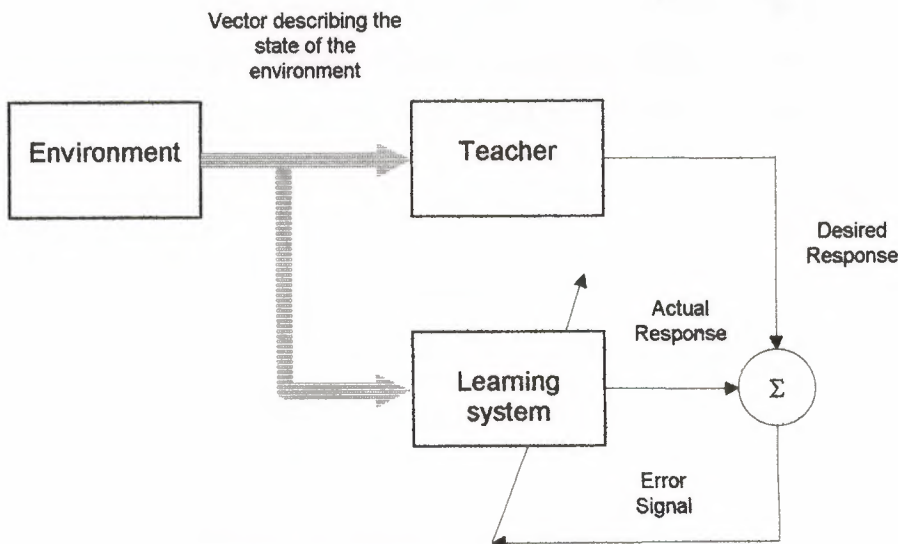 Vector describing the
state of the
environment
Environment
Teacher
Desired
Response
Actual
Response
Learning
system
Σ
Error
Signal